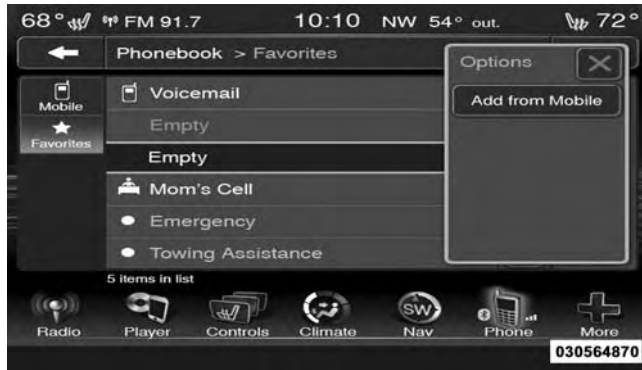 68° FM 91.7 10:10 NW 54° out. 72°
Phonebook > Favorites
Options
Mobile
Voicemail
Add from Mobile
Favorites
Empty
Empty
Mom's Cell
Emergency
Towing Assistance
5 items in list
SW
Radio Player Controls Climate Nav Phone More
030564870